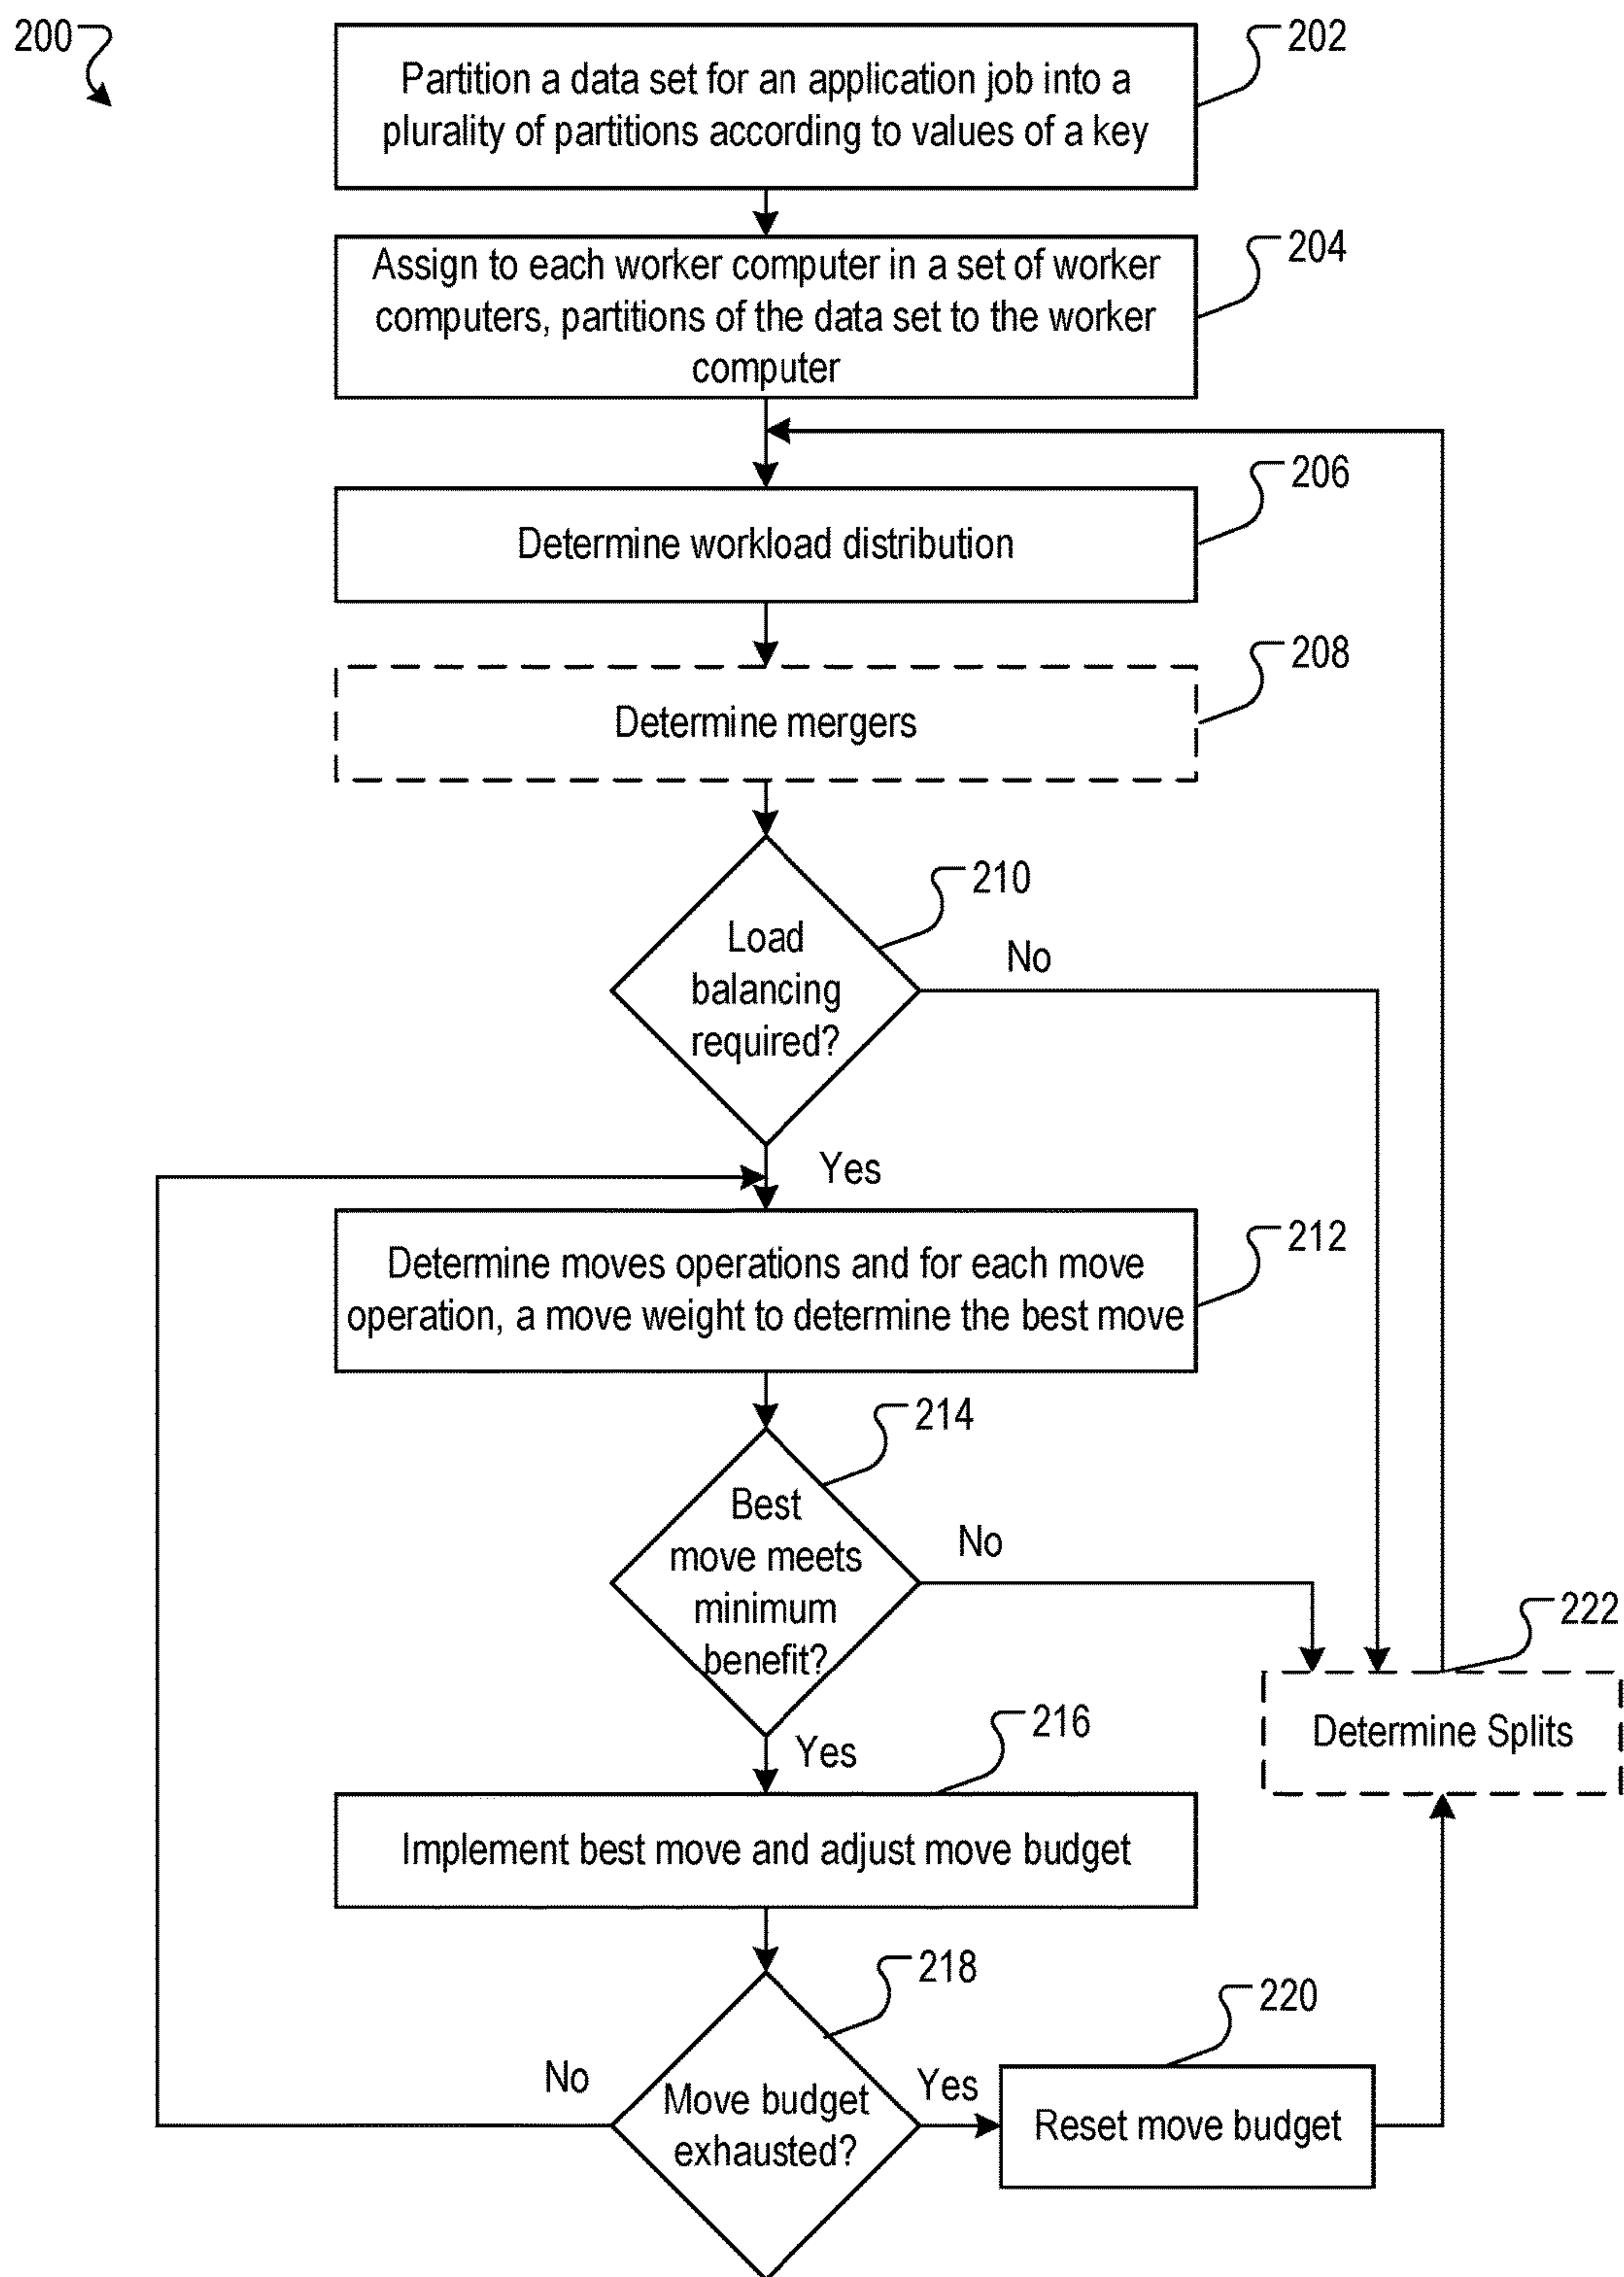 200
202
Partition a data set for an application job into a
plurality of partitions according to values of a key
204
Assign to each worker computer in a set of worker
computers, partitions of the data set to the worker
computer
206
Determine workload distribution
208
Determine mergers
210
Load
balancing
required?
No
Yes
212
Determine moves operations and for each move
operation, a move weight to determine the best move
214
Best
move meets
minimum
benefit?
No
Yes
222
Determine Splits
216
Implement best move and adjust move budget
218
Move budget
exhausted?
No
Yes
220
Reset move budget